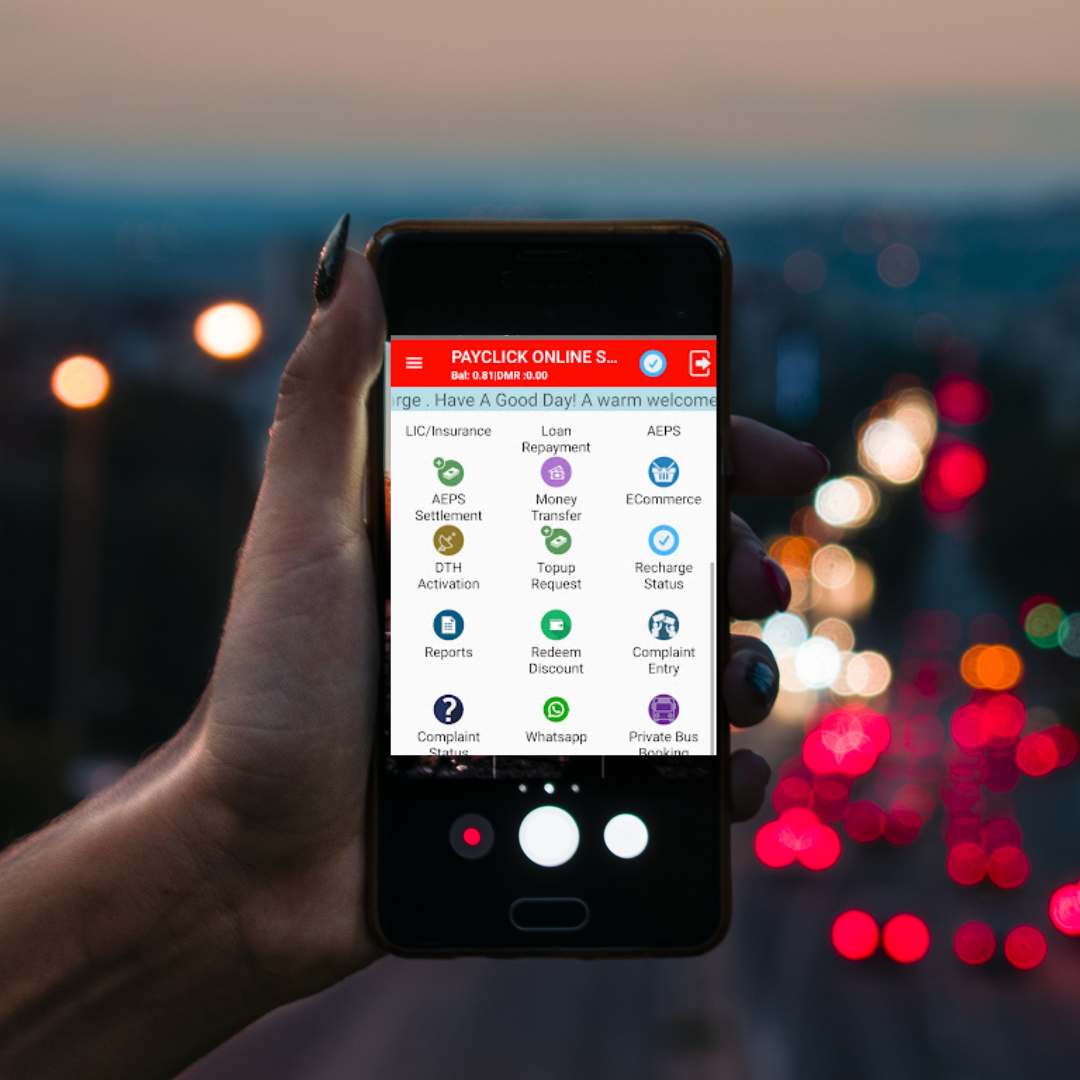 PAYCLICK ONLINE S...
Bal: 0.81|DMR :0.00
rge . Have A Good Day! A warm welcome
LIC/Insurance
Loan
Repayment
AEPS
AEPS
Settlement
Money
Transfer
ECommerce
DTH
Activation
Topup
Request
Recharge
Status
Reports
Redeem
Discount
Complaint
Entry
Complaint
Status
Whatsapp
Private Bus
Booking